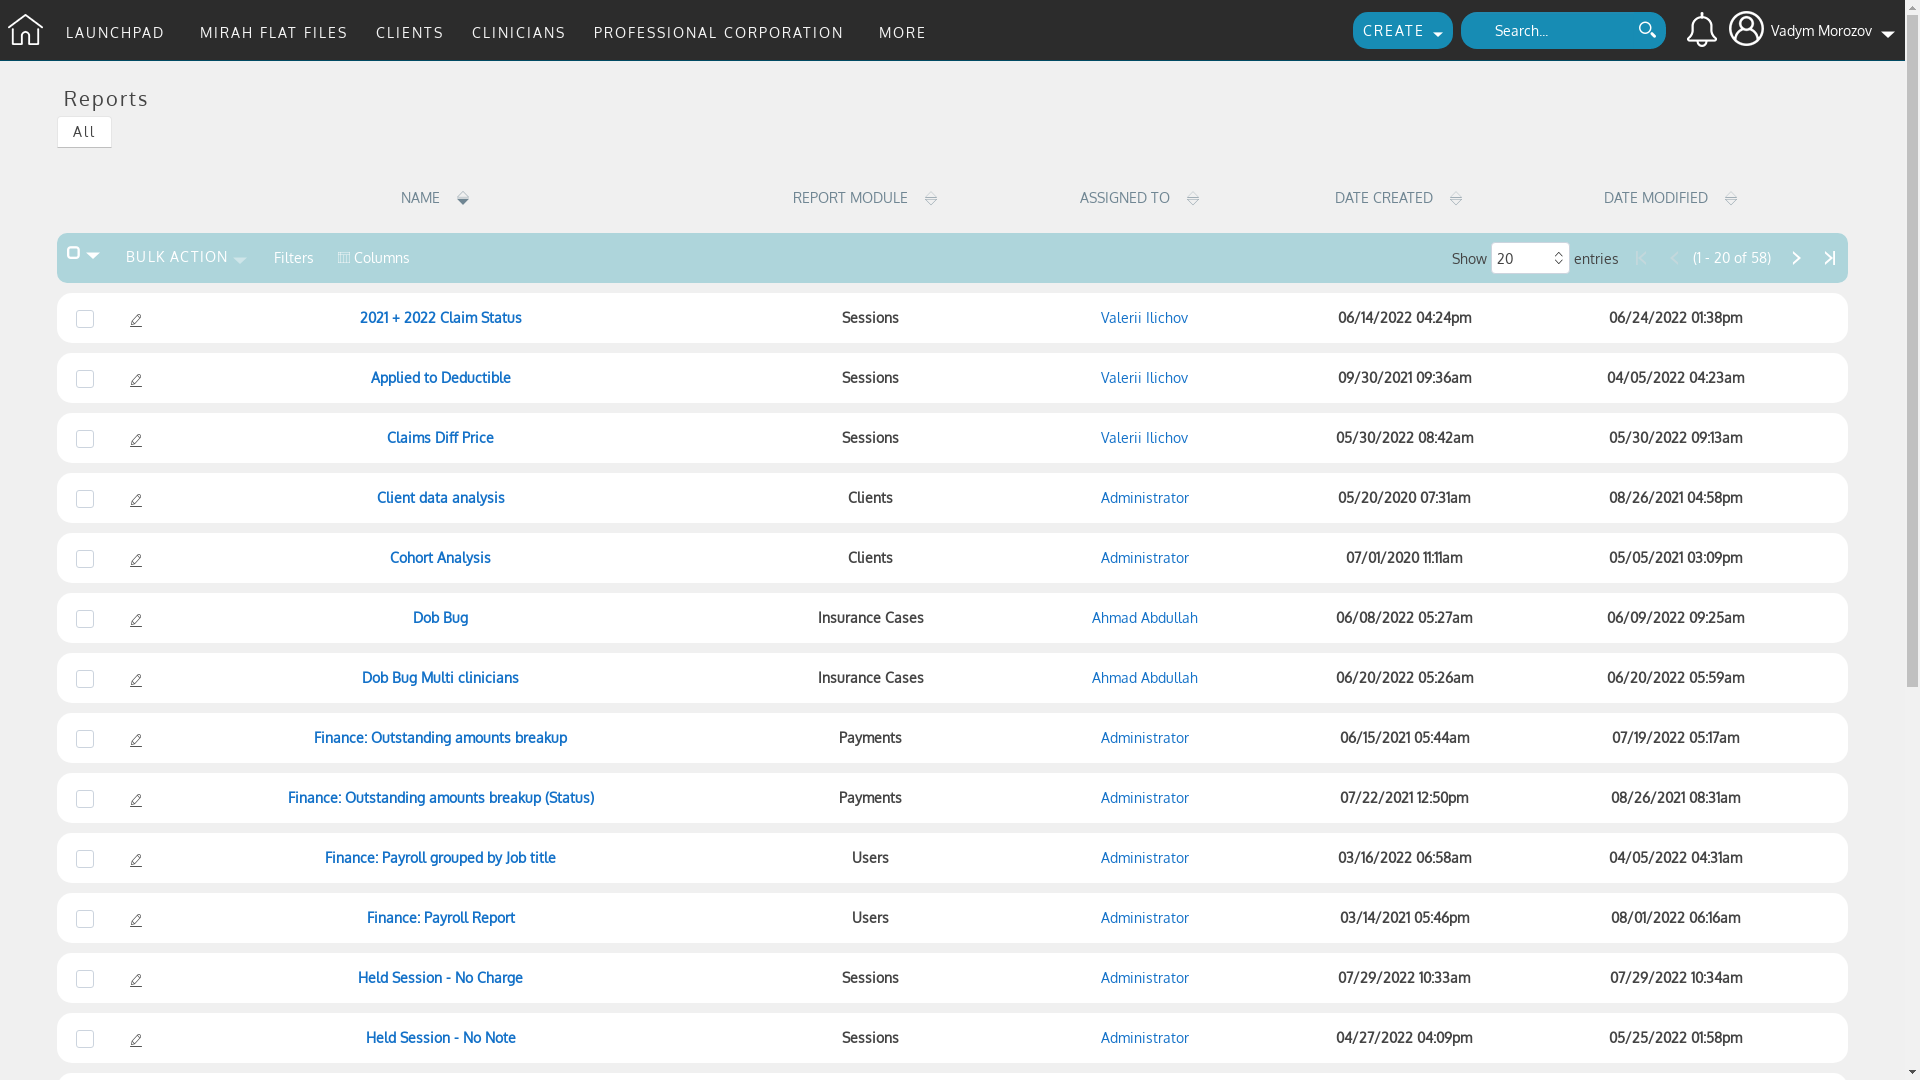 LAUNCHPAD MIRAH FLAT FILES CLIENTS CLINICIANS PROFESSIONAL CORPORATION MORE CREATE Search... Vadym Morozov
Reports
All
NAME REPORT MODULE ASSIGNED TO DATE CREATED DATE MODIFIED
BULK ACTION Filters Columns Show 20 entries (1 - 20 of 58)
2021 + 2022 Claim Status Sessions Valerii Ilichov 06/14/2022 04:24pm 06/24/2022 01:38pm
Applied to Deductible Sessions Valerii Ilichov 09/30/2021 09:36am 04/05/2022 04:23am
Claims Diff Price Sessions Valerii Ilichov 05/30/2022 08:42am 05/30/2022 09:13am
Client data analysis Clients Administrator 05/20/2020 07:31am 08/26/2021 04:58pm
Cohort Analysis Clients Administrator 07/01/2020 11:11am 05/05/2021 03:09pm
Dob Bug Insurance Cases Ahmad Abdullah 06/08/2022 05:27am 06/09/2022 09:25am
Dob Bug Multi clinicians Insurance Cases Ahmad Abdullah 06/20/2022 05:26am 06/20/2022 05:59am
Finance: Outstanding amounts breakup Payments Administrator 06/15/2021 05:44am 07/19/2022 05:17am
Finance: Outstanding amounts breakup (Status) Payments Administrator 07/22/2021 12:50pm 08/26/2021 08:31am
Finance: Payroll grouped by Job title Users Administrator 03/16/2022 06:58am 04/05/2022 04:31am
Finance: Payroll Report Users Administrator 03/14/2021 05:46pm 08/01/2022 06:16am
Held Session - No Charge Sessions Administrator 07/29/2022 10:33am 07/29/2022 10:34am
Held Session - No Note Sessions Administrator 04/27/2022 04:09pm 05/25/2022 01:58pm